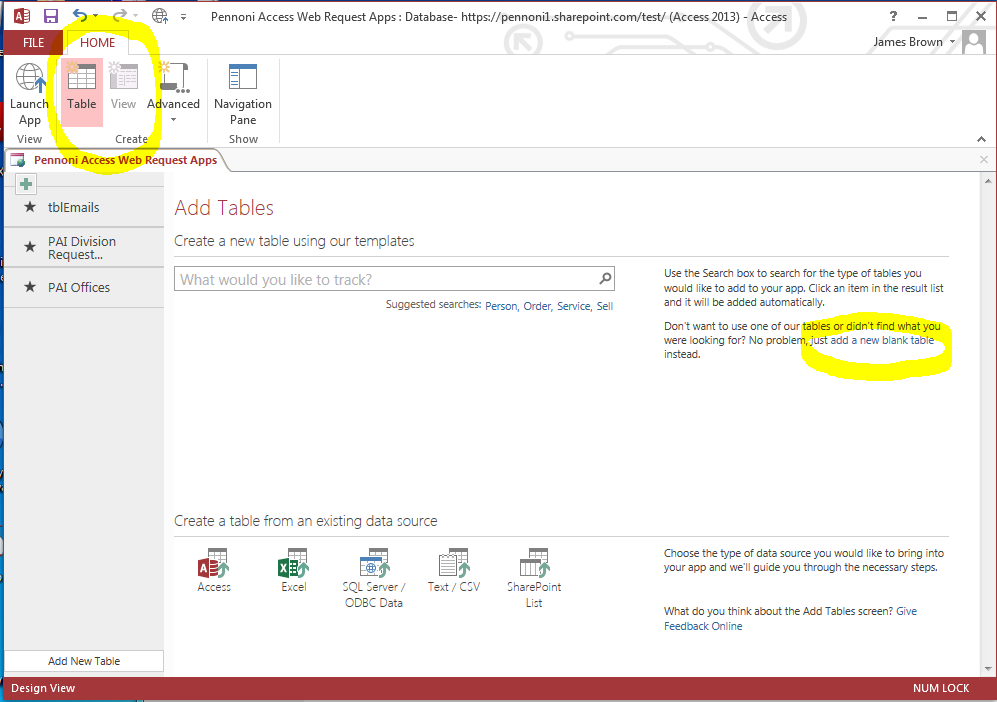 Pennoni Access Web Request Apps : Database- https://pennoni1.sharepoint.com/test/ (Access 2013) - Access
?
FILE
HOME
James Brown
Launch
App
Table
View
Advanced
Navigation
Pane
View
Create
Show
Pennoni Access Web Request Apps
tblEmails
PAI Division
Request...
PAI Offices
Add New Table
Add Tables
Create a new table using our templates
What would you like to track?
Suggested searches: Person, Order, Service, Sell
Use the Search box to search for the type of tables you
would like to add to your app. Click an item in the result list
and it will be added automatically.
Don't want to use one of our tables or didn't find what you
were looking for? No problem, just add a new blank table
instead.
Create a table from an existing data source
Access
Excel
SQL Server /
ODBC Data
Text / CSV
SharePoint
List
Choose the type of data source you would like to bring into
your app and we'll guide you through the necessary steps.
What do you think about the Add Tables screen? Give
Feedback Online
Design View
NUM LOCK